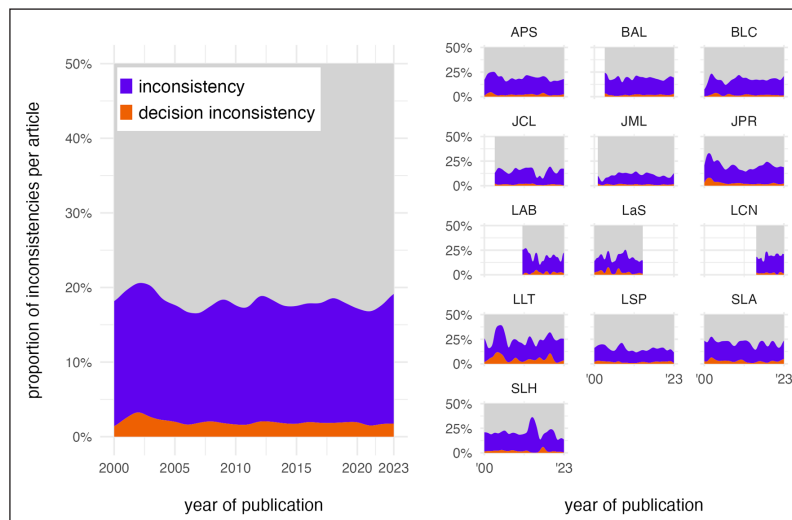 proportion of inconsistencies per article
50%
40%
30%
20%
10%
0%
inconsistency
decision inconsistency
2000 2005 2010 2015 2020 2023
year of publication
APS BAL BLC
50%
25%
0%
JCL JML JPR
50%
25%
0%
LAB LaS LCN
50%
25%
0%
LLT LSP SLA
50%
25%
0%
'00 '23 '00 '23
SLH
50%
25%
0%
'00 '23
year of publication